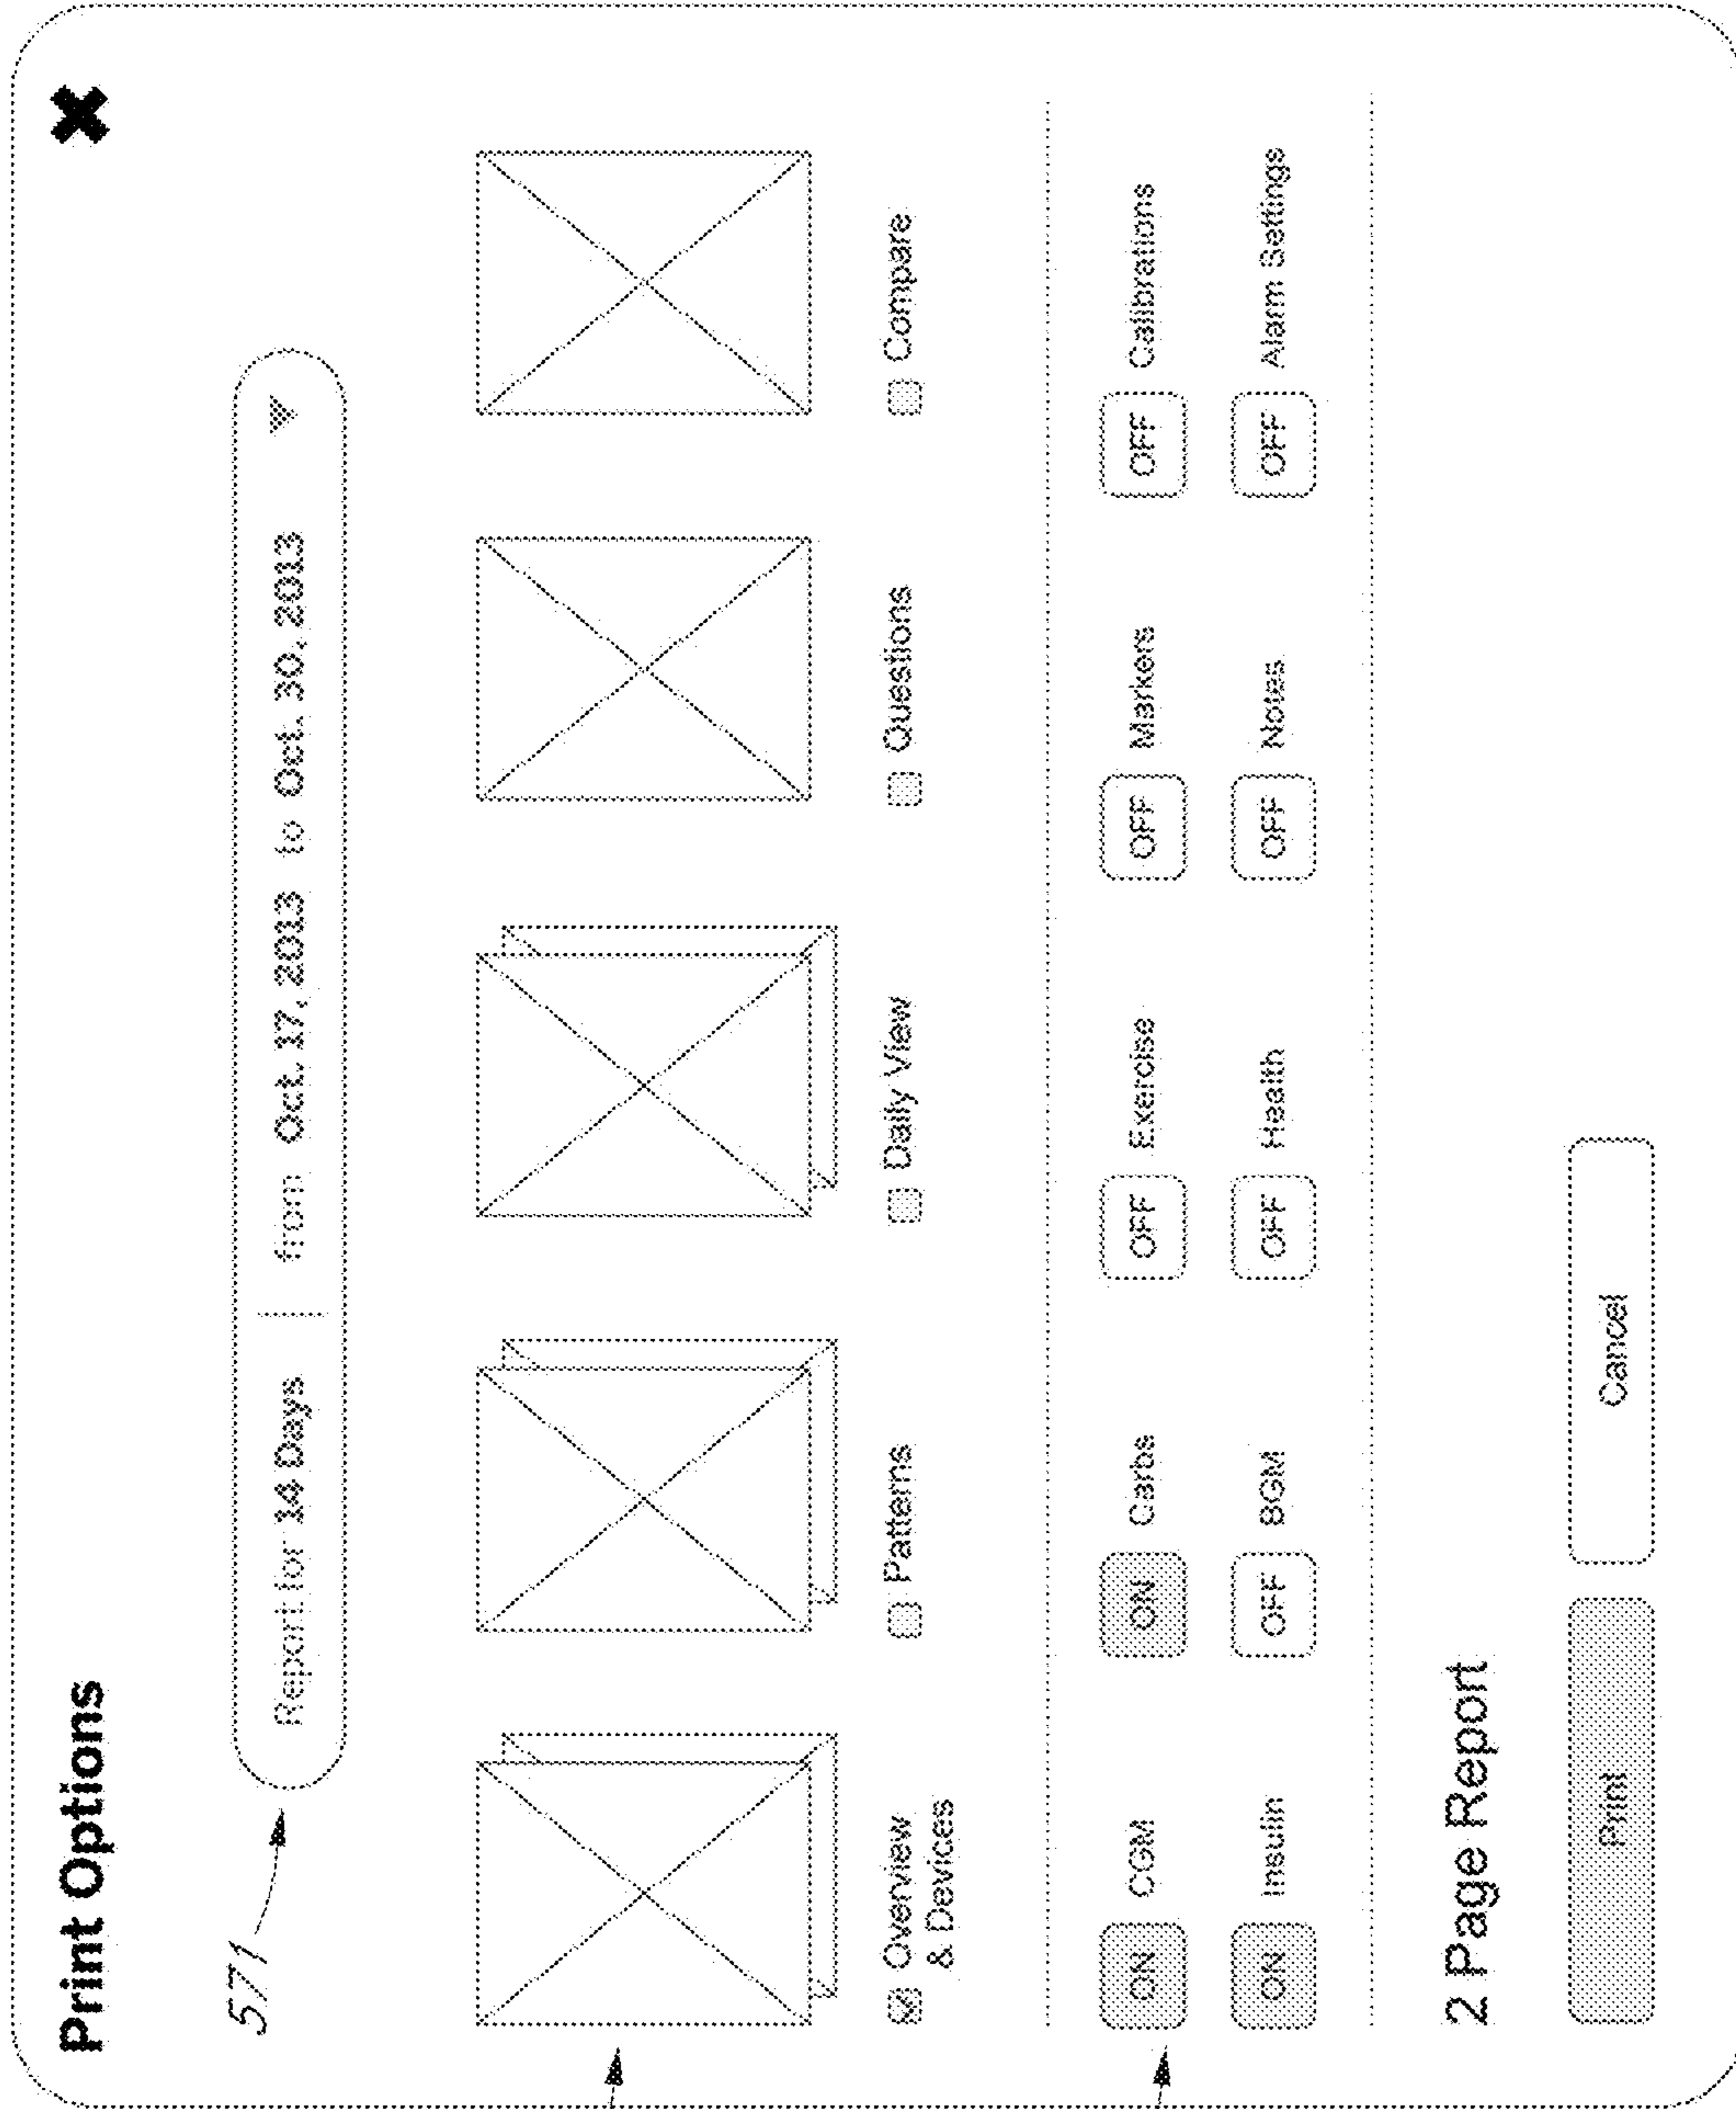 Print Options
571
Report for 14 Days from Oct. 17, 2013 to Oct. 30, 2013
Overview & Devices
Patterns
Daily View
Questions
Compare
ON CGM
ON Carbs
OFF Exercise
OFF Markers
OFF Calibrations
ON Insulin
OFF BGM
OFF Health
OFF Notes
OFF Alarm Settings
2 Page Report
Print
Cancel